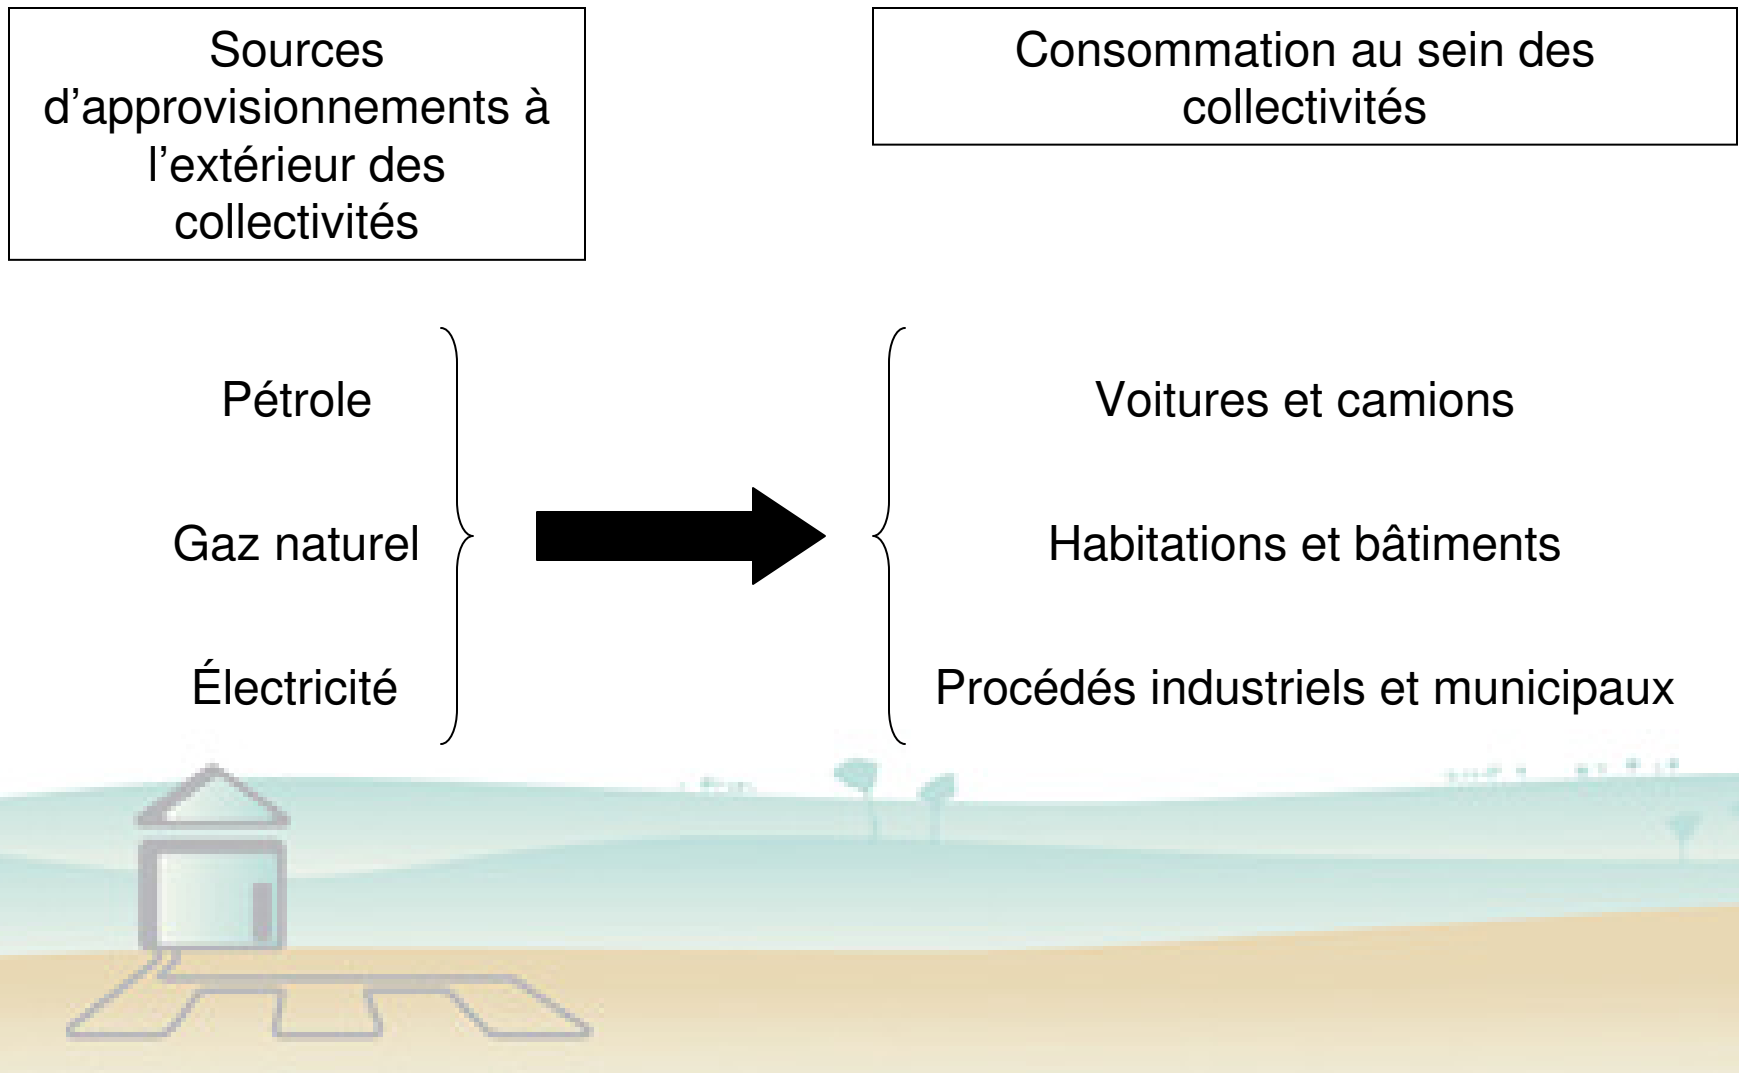 Sources
d'approvisionnements à
l'extérieur des
collectivités
Consommation au sein des
collectivités
Pétrole
Gaz naturel
Électricité
Voitures et camions
Habitations et bâtiments
Procédés industriels et municipaux